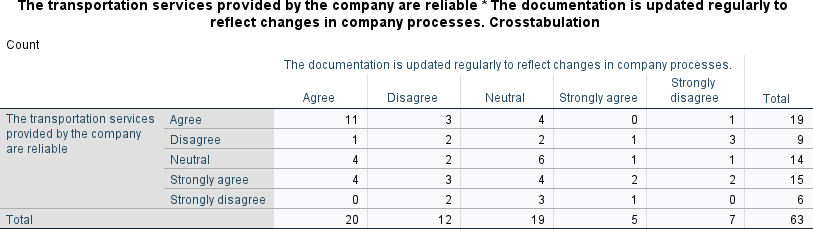 The transportation services provided by the company are reliable * The documentation is updated regularly to
reflect changes in company processes. Crosstabulation
Count
The documentation is updated regularly to reflect changes in company processes.
Agree Disagree Neutral Strongly agree Strongly disagree Total
The transportation services provided by the company are reliable Agree 11 3 4 0 1 19
Disagree 1 2 2 1 3 9
Neutral 4 2 6 1 1 14
Strongly agree 4 3 4 2 2 15
Strongly disagree 0 2 3 1 0 6
Total 20 12 19 5 7 63